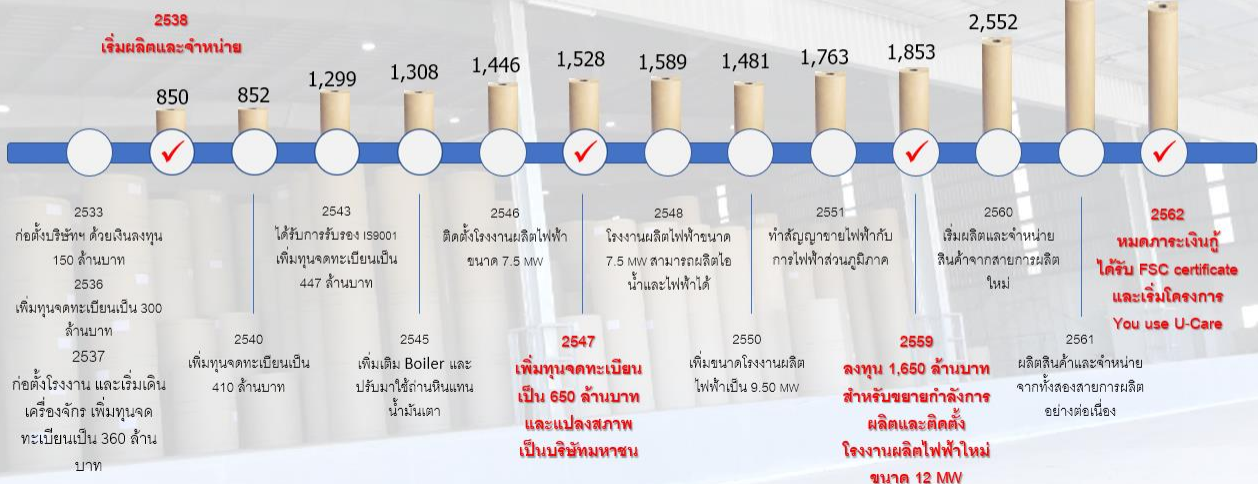 2538
เริ่มผลิตและจำหน่าย
850
852
1,299
1,308
1,446
1,528
1,589
1,481
1,763
1,853
2,552
2533
ก่อตั้งบริษัทฯ ด้วยเงินลงทุน
150 ล้านบาท
2536
เพิ่มทุนจดทะเบียนเป็น 300
ล้านบาท
2537
ก่อตั้งโรงงาน และเริ่มเดิน
เครื่องจักร เพิ่มทุนจด
ทะเบียนเป็น 360 ล้าน
บาท
2540
เพิ่มทุนจดทะเบียนเป็น
410 ล้านบาท
2543
ได้รับการรับรอง IS9001
เพิ่มทุนจดทะเบียนเป็น
447 ล้านบาท
2545
เพิ่มเติม Boiler และ
ปรับมาใช้ถ่านหินแทน
น้ำมันเตา
2546
ติดตั้งโรงงานผลิตไฟฟ้า
ขนาด 7.5 MW
2547
เพิ่มทุนจดทะเบียน
เป็น 650 ล้านบาท
และแปลงสภาพ
เป็นบริษัทมหาชน
2548
โรงงานผลิตไฟฟ้าขนาด
7.5 MW สามารถผลิตไอ
น้ำและไฟฟ้าได้
2550
เพิ่มขนาดโรงงานผลิต
ไฟฟ้าเป็น 9.50 MW
2551
ทำสัญญาขายไฟฟ้ากับ
การไฟฟ้าส่วนภูมิภาค
2559
ลงทุน 1,650 ล้านบาท
สำหรับขยายกำลังการ
ผลิตและติดตั้ง
โรงงานผลิตไฟฟ้าใหม่
ขนาด 12 MW
2560
เริ่มผลิตและจำหน่าย
สินค้าจากสายการผลิต
ใหม่
2561
ผลิตสินค้าและจำหน่าย
จากทั้งสองสายการผลิต
อย่างต่อเนื่อง
2562
หมดภาระเงินกู้
ได้รับ FSC certificate
และเริ่มโครงการ
You use U-Care